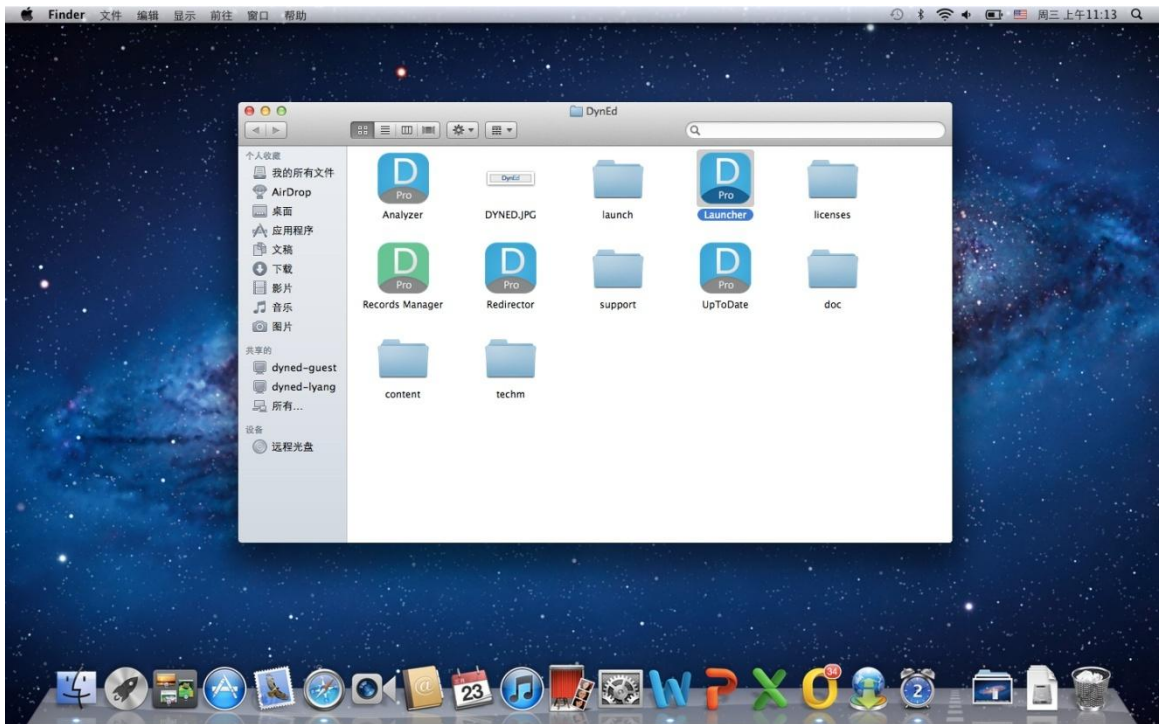 Finder 文件 编辑 显示 前往 窗口 帮助 周三上午11:13
DynEd
个人收藏
我的所有文件
AirDrop
桌面
应用程序
文稿
下载
影片
音乐
图片
共享的
dyned-guest
dyned-lyang
所有...
设备
远程光盘
D D
Pro DynEd Pro
Analyzer DYNED.JPG launch Launcher licenses
D D D
Pro Pro Pro
Records Manager Redirector support UpToDate doc
content techm
23
W P X O 34
2